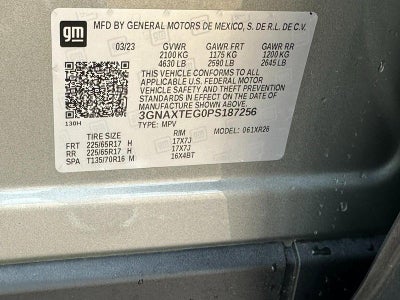 gm
MFD BY GENERAL MOTORS DE MEXICO, S. DE R.L. DE C.V.
03/23 GVWR GAWR FRT GAWR RR
2100 KG 1175 KG 1200 KG
4630 LB 2590 LB 2645 LB
THIS VEHICLE CONFORMS TO ALL APPLICABLE
U.S. FEDERAL MOTOR VEHICLE SAFETY AND THEFT PREVENTION
STANDARDS IN EFFECT ON THE DATE OF MANUFACTURE SHOWN ABOVE.
3GNAXTEG0PS187256
TYPE: MPV MODEL: 061XR26
130H
TIRE SIZE RIM
FRT 225/65R17 H 17X7J
RR 225/65R17 H 17X7J
SPA T135/70R16 M 16X4BT